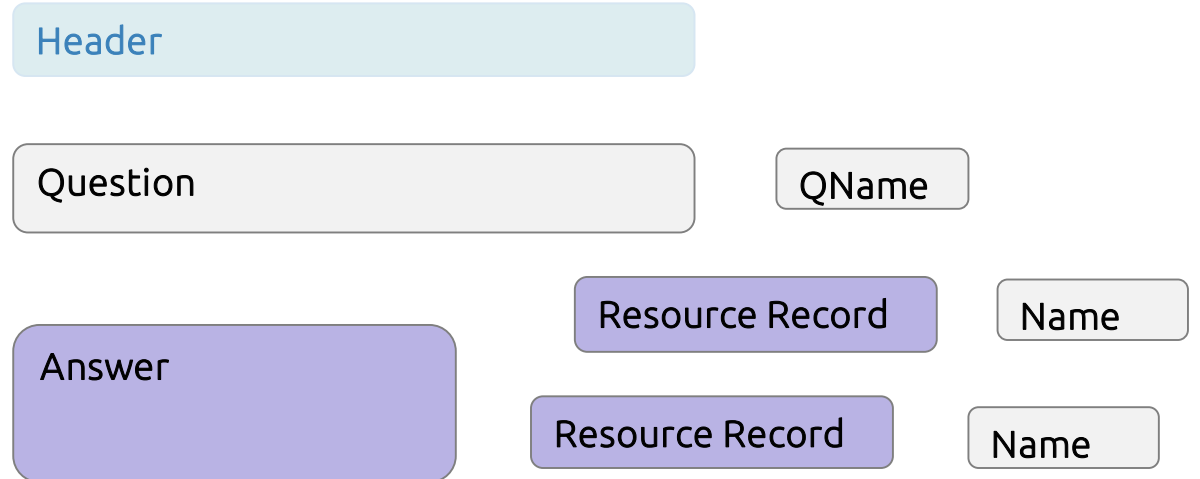 Header
Question
QName
Resource Record
Name
Answer
Resource Record
Name